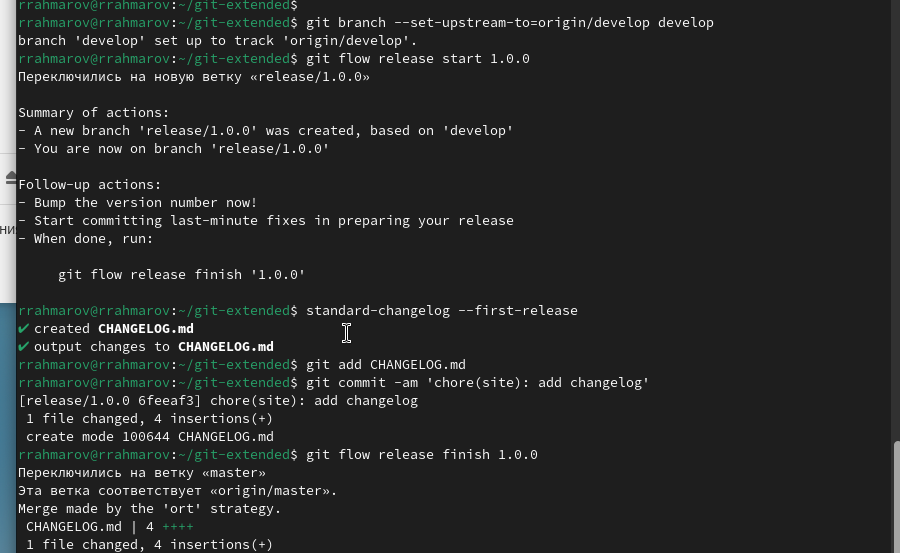 rrahmarov@rrahmarov:~/git-extended$
rrahmarov@rrahmarov:~/git-extended$ git branch --set-upstream-to=origin/develop develop
branch 'develop' set up to track 'origin/develop'.
rrahmarov@rrahmarov:~/git-extended$ git flow release start 1.0.0
Переключились на новую ветку «release/1.0.0»
Summary of actions:
- A new branch 'release/1.0.0' was created, based on 'develop'
- You are now on branch 'release/1.0.0'
Follow-up actions:
- Bump the version number now!
- Start committing last-minute fixes in preparing your release
- When done, run:
git flow release finish '1.0.0'
rrahmarov@rrahmarov:~/git-extended$ standard-changelog --first-release
✔ created CHANGELOG.md
✔ output changes to CHANGELOG.md
rrahmarov@rrahmarov:~/git-extended$ git add CHANGELOG.md
rrahmarov@rrahmarov:~/git-extended$ git commit -am 'chore(site): add changelog'
[release/1.0.0 6feeaf3] chore(site): add changelog
1 file changed, 4 insertions(+)
create mode 100644 CHANGELOG.md
rrahmarov@rrahmarov:~/git-extended$ git flow release finish 1.0.0
Переключились на ветку «master»
Эта ветка соответствует «origin/master».
Merge made by the 'ort' strategy.
CHANGELOG.md | 4 ++++
1 file changed, 4 insertions(+)